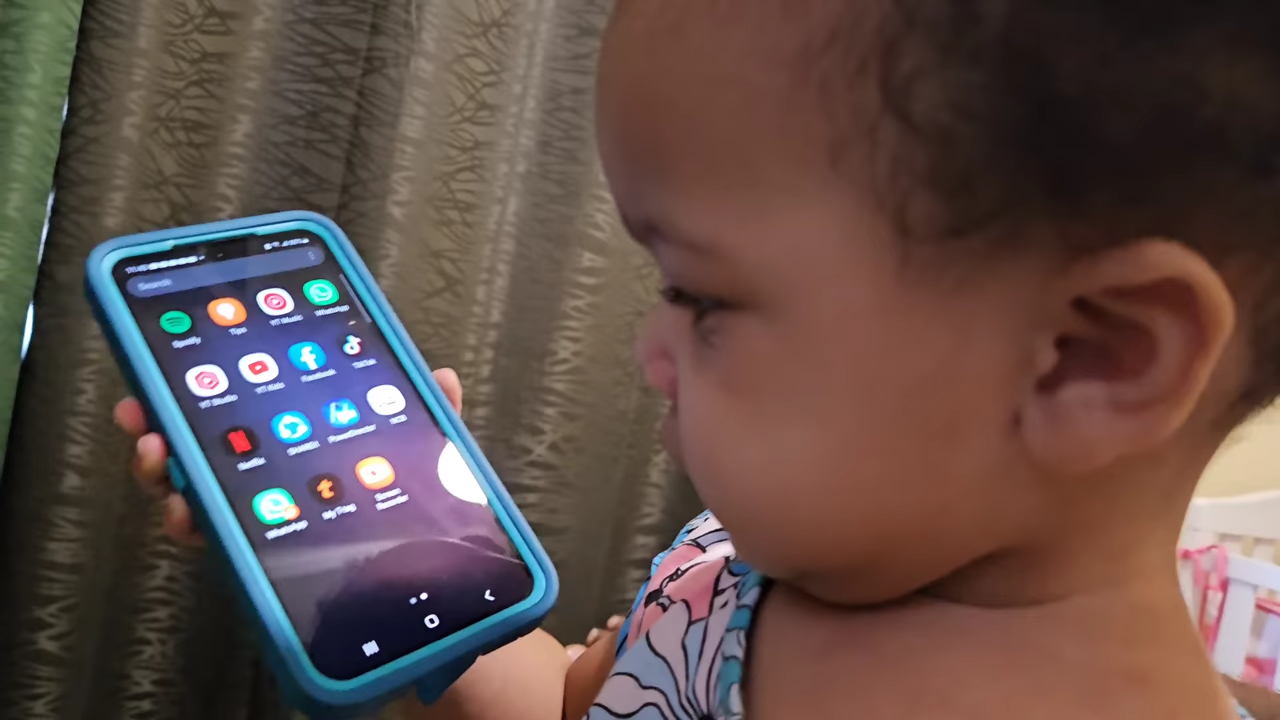 Search
Spotify Tips YT Music WhatsApp
YT Studio YT Kids Facebook TikTok
Netflix SHAREit PowerDirector
WhatsApp My Tang Screen
Recorder